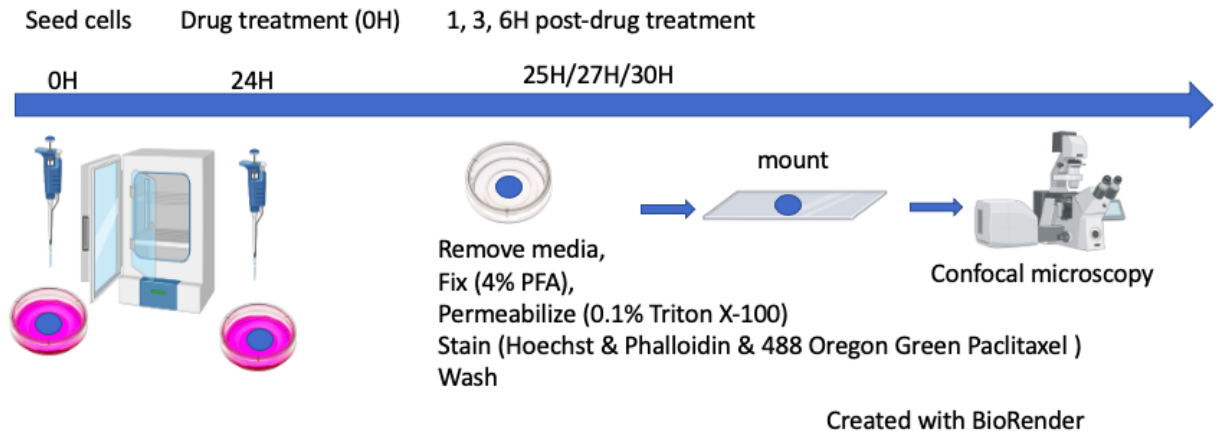 Seed cells
Drug treatment (0H)
1, 3, 6H post-drug treatment
0H
24H
25H/27H/30H
mount
Remove media,
Fix (4% PFA),
Permeabilize (0.1% Triton X-100)
Stain (Hoechst & Phalloidin & 488 Oregon Green Paclitaxel )
Wash
Confocal microscopy
Created with BioRender